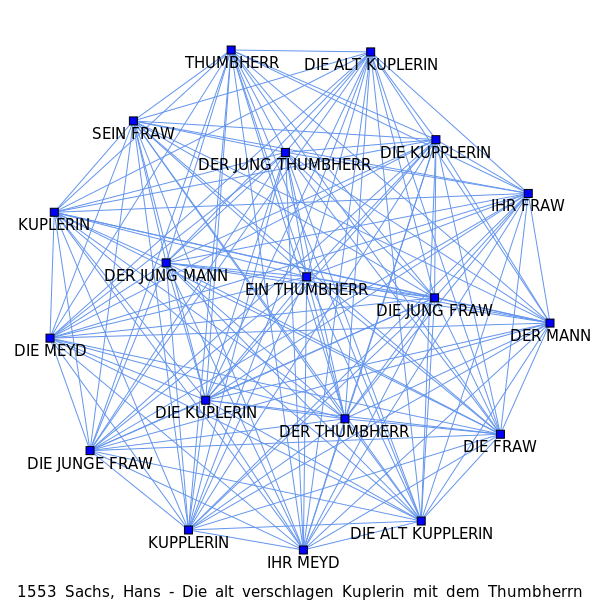 THUMBHERR
DIE ALT KUPLERIN
SEIN FRAW
DER JUNG THUMBHERR
DIE KUPPLERIN
IHR FRAW
KUPLERIN
DER JUNG MANN
EIN THUMBHERR
DIE JUNG FRAW
DER MANN
DIE MEYD
DIE KUPLERIN
DER THUMBHERR
DIE FRAW
DIE JUNGE FRAW
DIE ALT KUPPLERIN
KUPPLERIN
IHR MEYD
1553 Sachs, Hans - Die alt verschlagen Kuplerin mit dem Thumbherrn